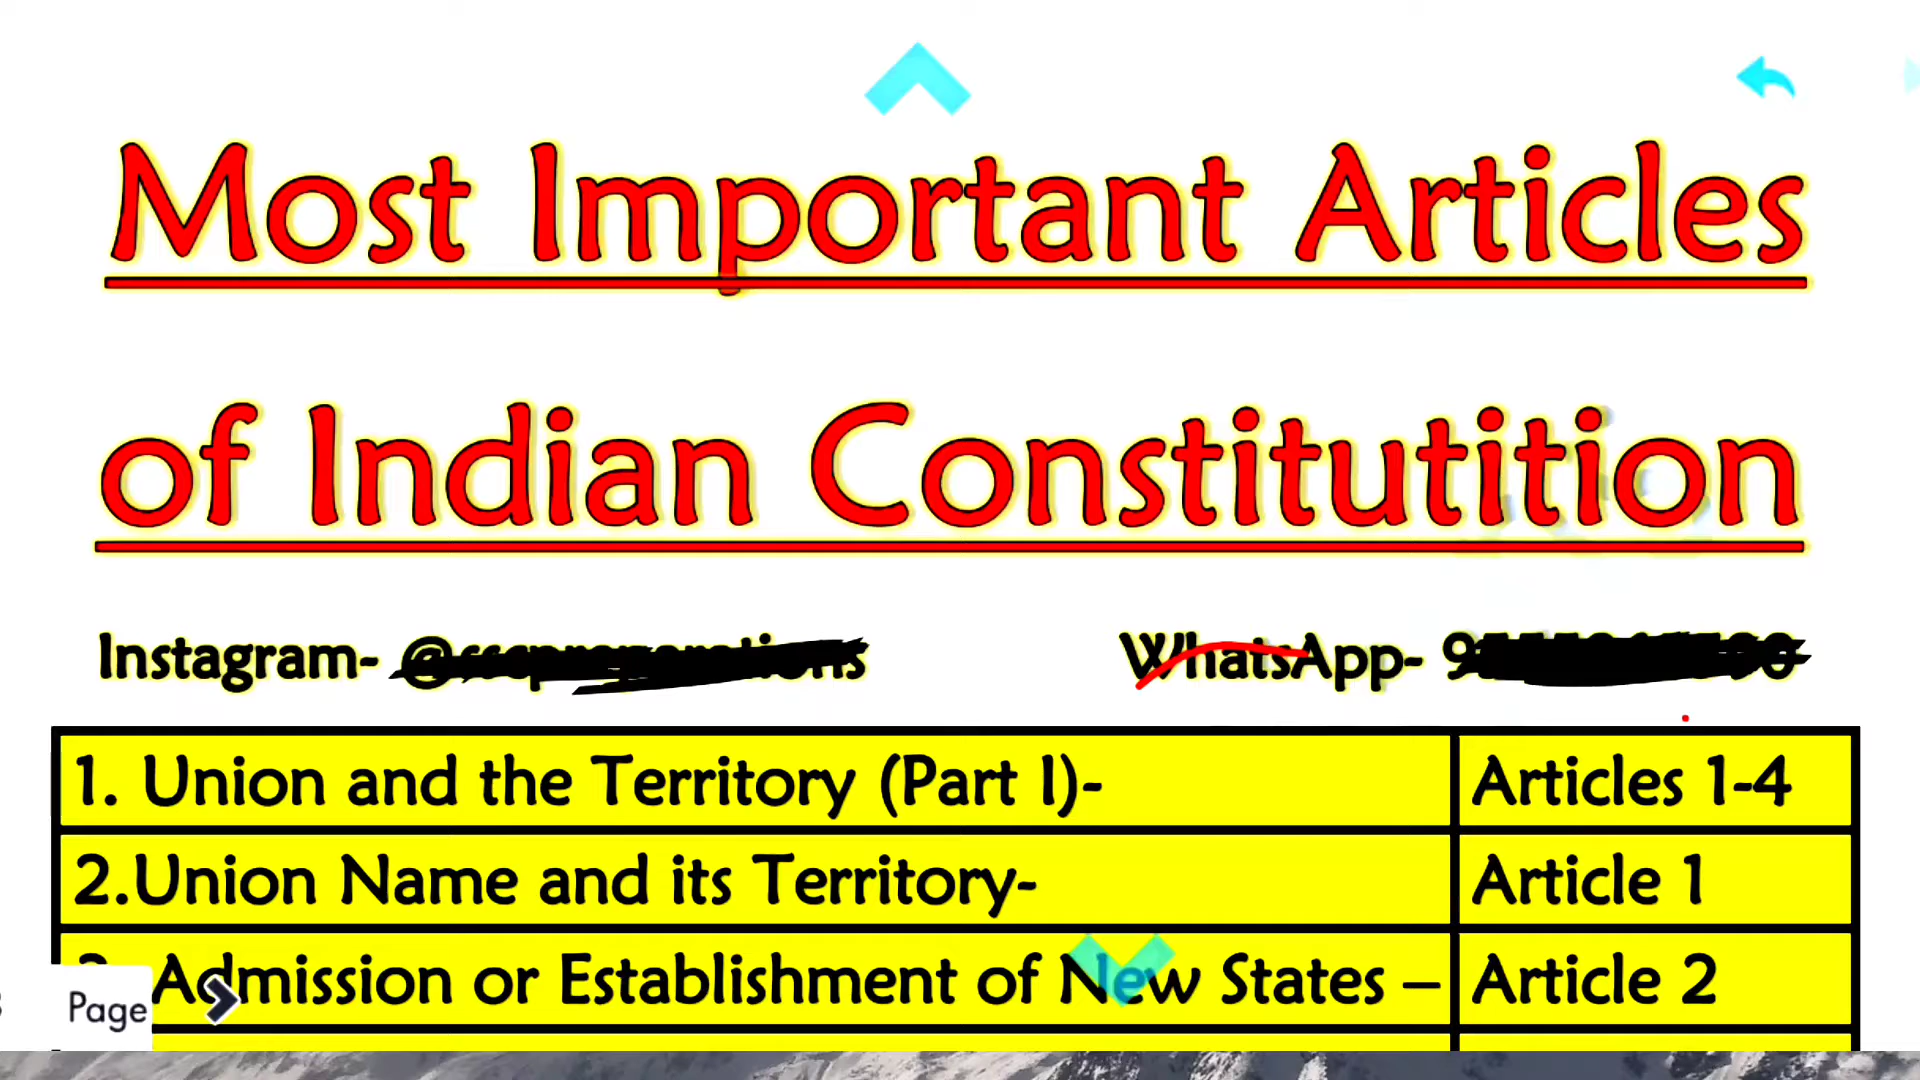 Most Important Articles
of Indian Constitutition
Instagram- WhatsApp-
1. Union and the Territory (Part I)- Articles 1-4
2.Union Name and its Territory- Article 1
Admission or Establishment of New States – Article 2
Page